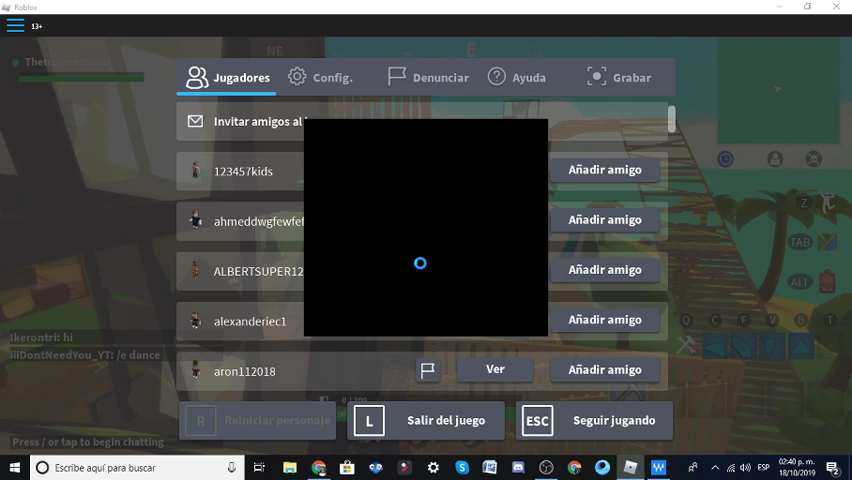 Roblox
13+
NE
E
Jugadores
Config.
Denunciar
Ayuda
Grabar
Invitar amigos al
123457kids
Añadir amigo
ahmeddwgfewfef
Añadir amigo
ALBERTSUPER12
Añadir amigo
alexanderiec1
Añadir amigo
aron112018
Ver
Añadir amigo
Z
TAB
ALT
Q C F V B T
Ikerontri: hi
iiiDontNeedYou_YT: /e dance
0 / 100
R Reiniciar personaje
L Salir del juego
ESC Seguir jugando
Press / or tap to begin chatting
Escribe aquí para buscar
ESP
02:40 p. m.
18/10/2019
2